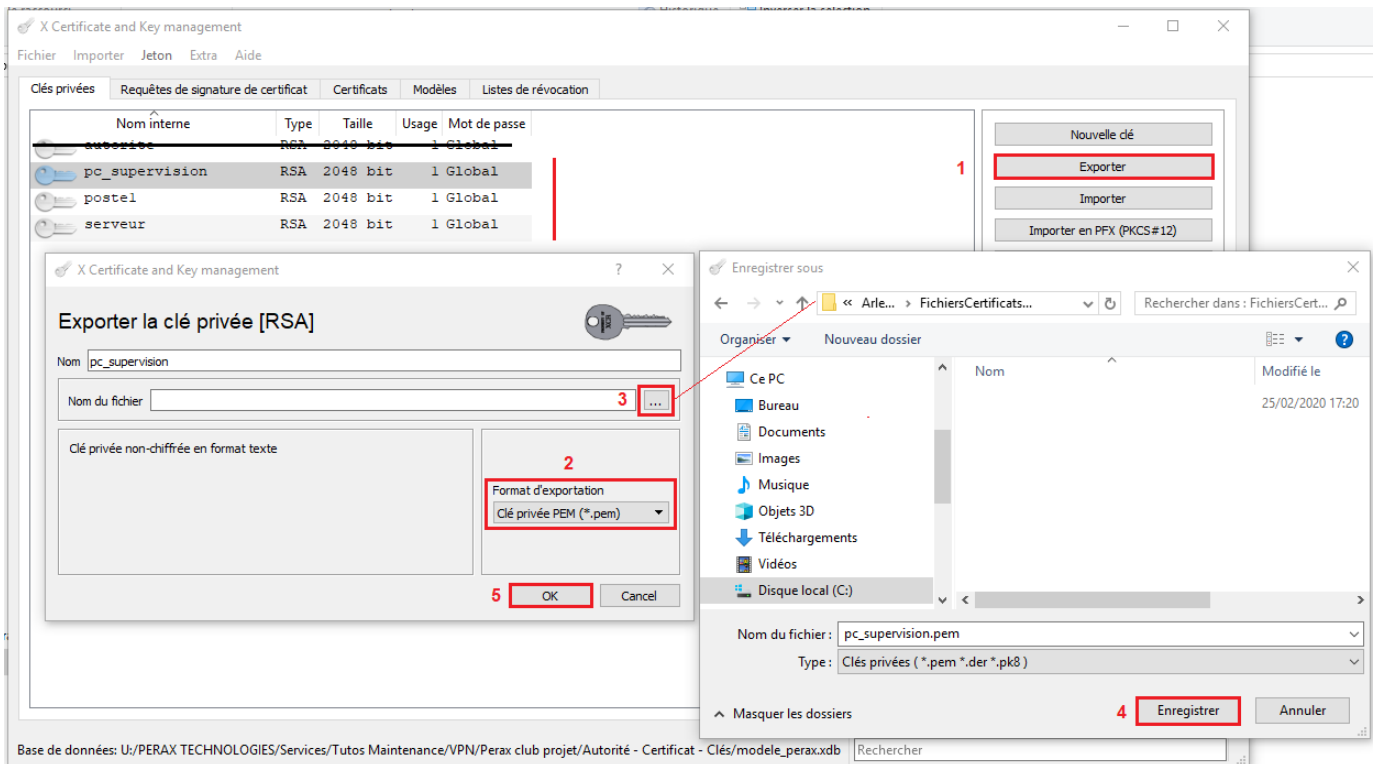 Historique
Inverser la sélection
X Certificate and Key management
Fichier Importer Jeton Extra Aide
Clés privées Requêtes de signature de certificat Certificats Modèles Listes de révocation
Nom interne Type Taille Usage Mot de passe
autorite RSA 2048 bit 1 Global
pc_supervision RSA 2048 bit 1 Global
poste1 RSA 2048 bit 1 Global
serveur RSA 2048 bit 1 Global
Nouvelle clé
1 Exporter
Importer
Importer en PFX (PKCS#12)
X Certificate and Key management ?
Exporter la clé privée [RSA]
Nom pc_supervision
Nom du fichier 3 ...
Clé privée non-chiffrée en format texte
2
Format d'exportation
Clé privée PEM (*.pem)
5 OK Cancel
Enregistrer sous
« Arle... › FichiersCertificats... Rechercher dans : FichiersCert...
Organiser Nouveau dossier ?
Ce PC
Bureau
Documents
Images
Musique
Objets 3D
Téléchargements
Vidéos
Disque local (C:)
Nom Modifié le
25/02/2020 17:20
Nom du fichier : pc_supervision.pem
Type : Clés privées ( *.pem *.der *.pk8 )
Masquer les dossiers 4 Enregistrer Annuler
Base de données: U:/PERAX TECHNOLOGIES/Services/Tutos Maintenance/VPN/Perax club projet/Autorité - Certificat - Clés/modele_perax.xdb Rechercher